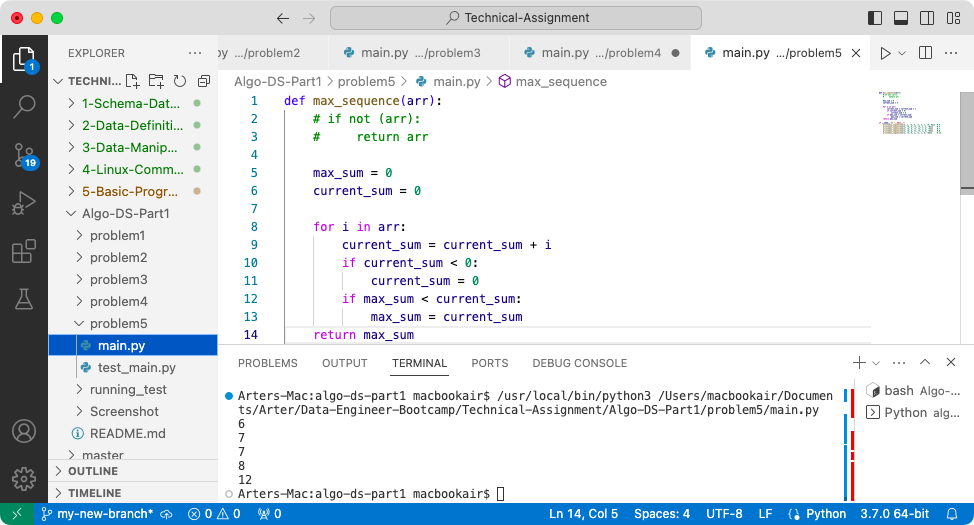 Technical-Assignment
EXPLORER
TECHNI...
1-Schema-Dat...
2-Data-Definiti...
3-Data-Manip...
4-Linux-Comm...
5-Basic-Progr...
Algo-DS-Part1
problem1
problem2
problem3
problem4
problem5
main.py
test_main.py
running_test
Screenshot
README.md
master
OUTLINE
TIMELINE
1
19
py .../problem2
main.py .../problem3
main.py .../problem4
main.py .../problem5
Algo-DS-Part1 > problem5 > main.py > max_sequence
1 def max_sequence(arr):
2 # if not (arr):
3 #     return arr
4
5 max_sum = 0
6 current_sum = 0
7
8 for i in arr:
9 current_sum = current_sum + i
10 if current_sum < 0:
11 current_sum = 0
12 if max_sum < current_sum:
13 max_sum = current_sum
14 return max_sum
PROBLEMS OUTPUT TERMINAL PORTS DEBUG CONSOLE
Arters-Mac:algo-ds-part1 macbookair$ /usr/local/bin/python3 /Users/macbookair/Documen
ts/Arter/Data-Engineer-Bootcamp/Technical-Assignment/Algo-DS-Part1/problem5/main.py
6
7
7
8
12
Arters-Mac:algo-ds-part1 macbookair$
bash Algo-...
Python alg...
my-new-branch* 0 0 0 Ln 14, Col 5 Spaces: 4 UTF-8 LF Python 3.7.0 64-bit